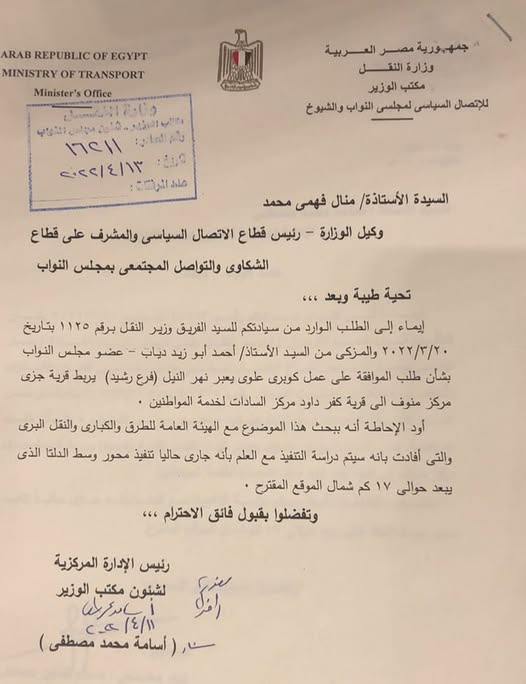 ARAB REPUBLIC OF EGYPT
MINISTRY OF TRANSPORT
Minister's Office
جمهورية مصر العربية
وزارة النقل
مكتب الوزير
للإتصال السياسى لمجلسى النواب والشيوخ
وزارة النقل
١٦٢١١
٢٠٢٢/٤/١٣
السيدة الأستاذة/ منال فهمى محمد
وكيل الوزارة – رئيس قطاع الاتصال السياسى والمشرف على قطاع
الشكاوى والتواصل المجتمعى بمجلس النواب
تحية طيبة وبعد ،،،
إيماء إلى الطلب الوارد من سيادتكم للسيد الفريق وزير النقل برقم ١١٢٥ بتاريخ
٢٠٢٢/٣/٢٠ والمزكى من السيد الأستاذ/ أحمد أبو زيد دياب – عضو مجلس النواب
بشأن طلب الموافقة على عمل كوبرى علوى يعبر نهر النيل (فرع رشيد) يربط قرية جزى
مركز منوف الى قرية كفر داود مركز السادات لخدمة المواطنين .
أود الإحاطة أنه ببحث هذا الموضوع مع الهيئة العامة للطرق والكبارى والنقل البرى
والتى أفادت بانه سيتم دراسة التنفيذ مع العلم بأنه جارى حاليا تنفيذ محور وسط الدلتا الذى
يبعد حوالى ١٧ كم شمال الموقع المقترح .
وتفضلوا بقبول فائق الاحترام ،،،
رئيس الإدارة المركزية
لشئون مكتب الوزير
٢٠٢٢/٤/١١
( أسامة محمد مصطفى )